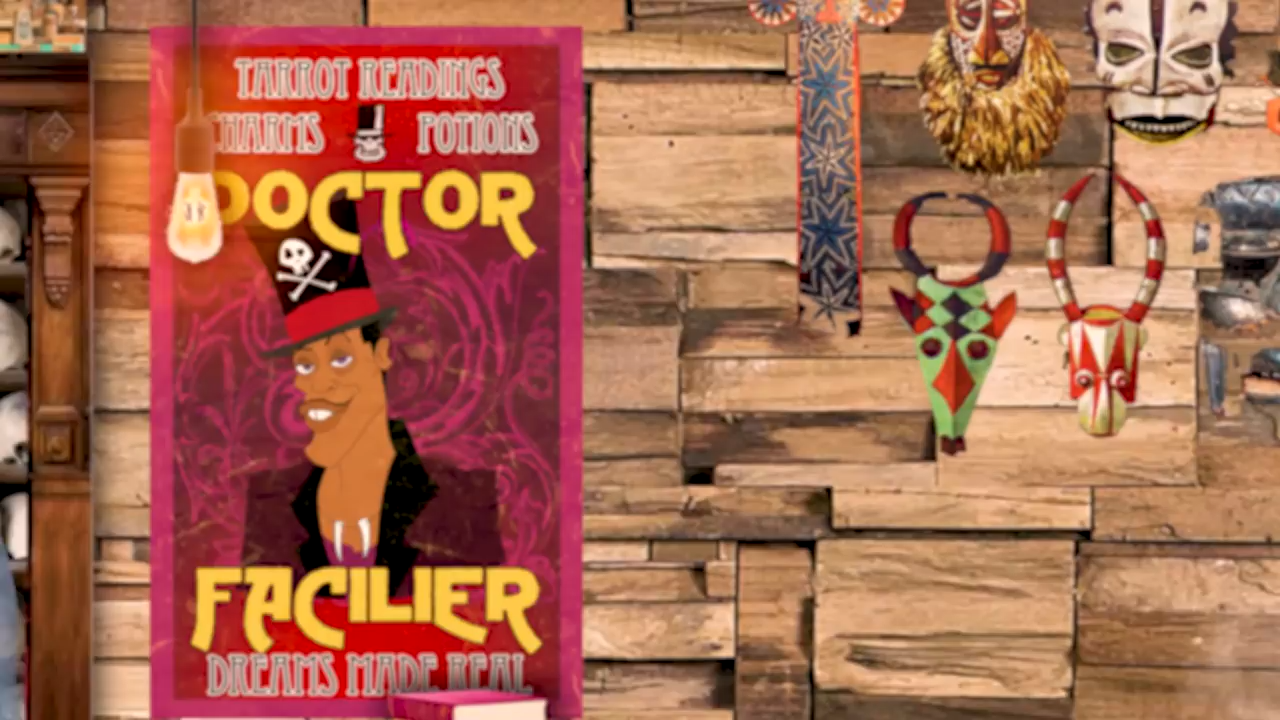 TARROT READINGS
CHARMS POTIONS
DOCTOR
FACILIER
DREAMS MADE REAL